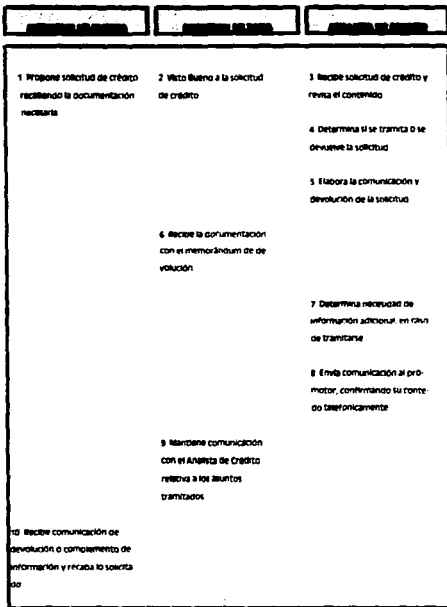 1 Propone solicitud de crédito
recabando la documentación
necesaria
2 Visto Bueno a la solicitud
de crédito
3 Recibe solicitud de crédito y
revisa el contenido
4 Determina si se tramita o se
devuelve la solicitud
5 Elabora la comunicación y
devolución de la solicitud
6 Recibe la documentación
con el memorándum de de
volución
7 Determina necesidad de
información adicional, en caso
de tramitarse
8 Envía comunicación al pro-
motor, confirmando su conte-
do telefonicamente
9 Mantiene comunicación
con el Analista de Crédito
relativa a los asuntos
tramitados
10 Recibe comunicación de
devolución o complemento de
información y recaba lo solicita
do